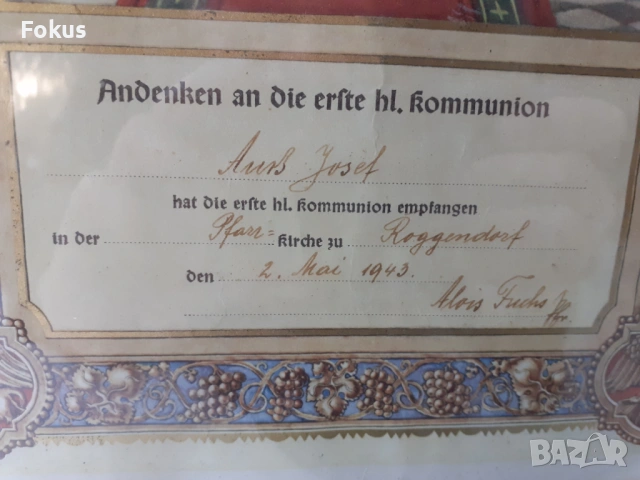 Fokus
Andenken an die erste hl. Kommunion
Josef
hat die erste hl. Kommunion empfangen
in der Pfarr= Kirche zu Roggendorf
den 2. Mai 1943.
Alois Fuchs
BAZAR